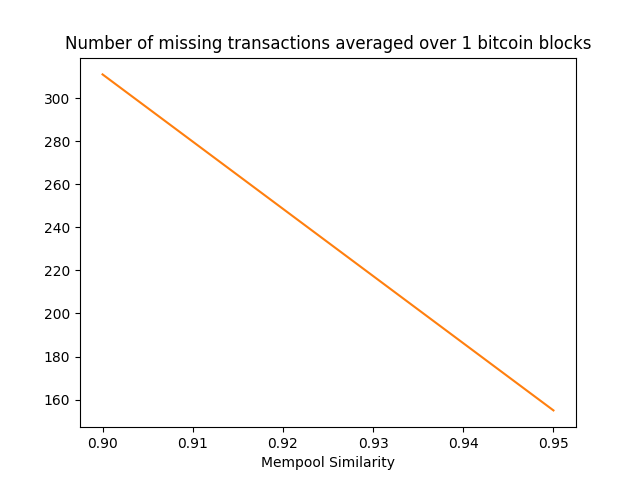 Number of missing transactions averaged over 1 bitcoin blocks
300
280
260
240
220
200
180
160
0.90 0.91 0.92 0.93 0.94 0.95
Mempool Similarity